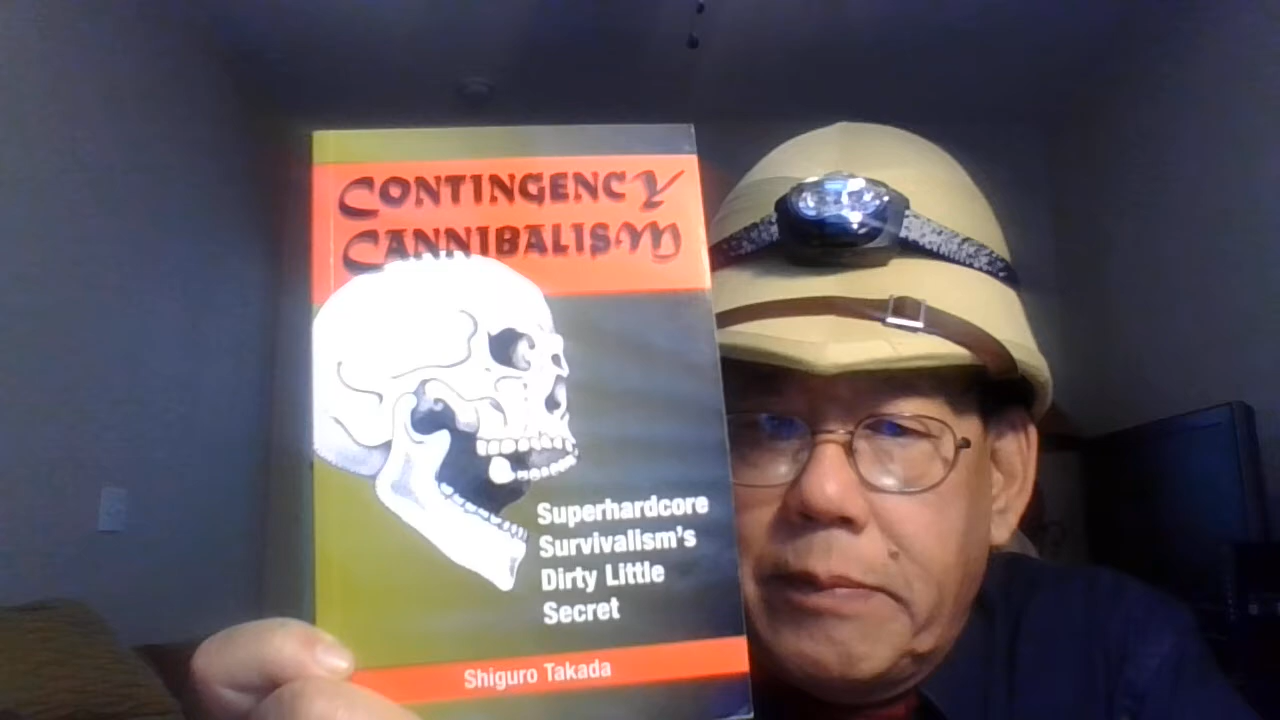 CONTINGENCY
CANNIBALISM
Superhardcore
Survivalism's
Dirty Little
Secret
Shiguro Takada